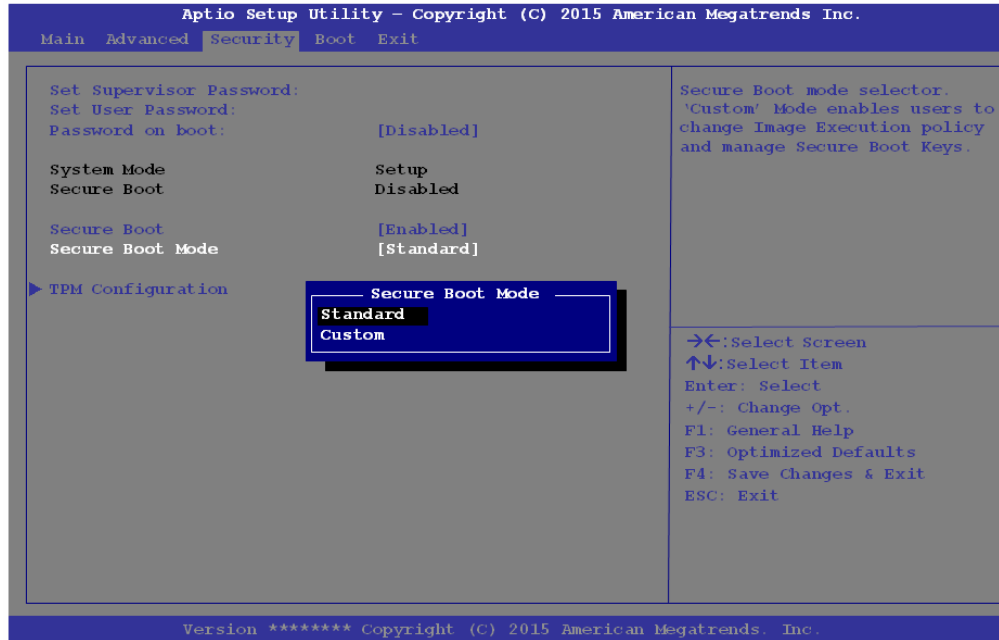 Aptio Setup Utility – Copyright (C) 2015 American Megatrends Inc.
Main Advanced Security Boot Exit
Set Supervisor Password:
Set User Password:
Password on boot: [Disabled]
System Mode Setup
Secure Boot Disabled
Secure Boot [Enabled]
Secure Boot Mode [Standard]
TPM Configuration
Secure Boot Mode
Standard
Custom
Secure Boot mode selector.
'Custom' Mode enables users to
change Image Execution policy
and manage Secure Boot Keys.
→←:Select Screen
↑↓:Select Item
Enter: Select
+/-: Change Opt.
F1: General Help
F3: Optimized Defaults
F4: Save Changes & Exit
ESC: Exit
Version ******** Copyright (C) 2015 American Megatrends. Inc.